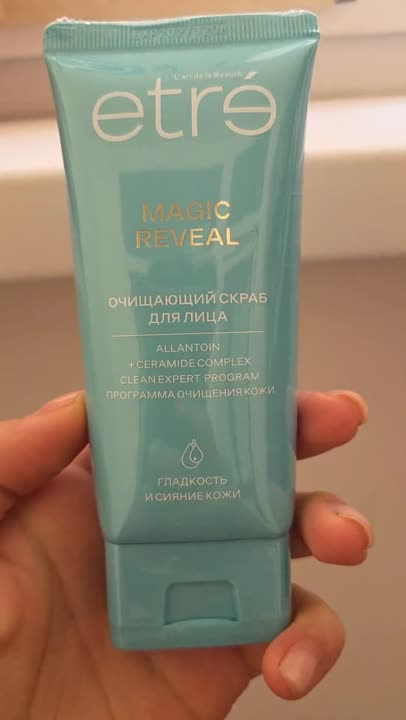 L'art de la Beauté
etré
MAGIC
REVEAL
ОЧИЩАЮЩИЙ СКРАБ
ДЛЯ ЛИЦА
ALLANTOIN
+CERAMIDE COMPLEX
CLEAN EXPERT PROGRAM
ПРОГРАММА ОЧИЩЕНИЯ КОЖИ
ГЛАДКОСТЬ
И СИЯНИЕ КОЖИ